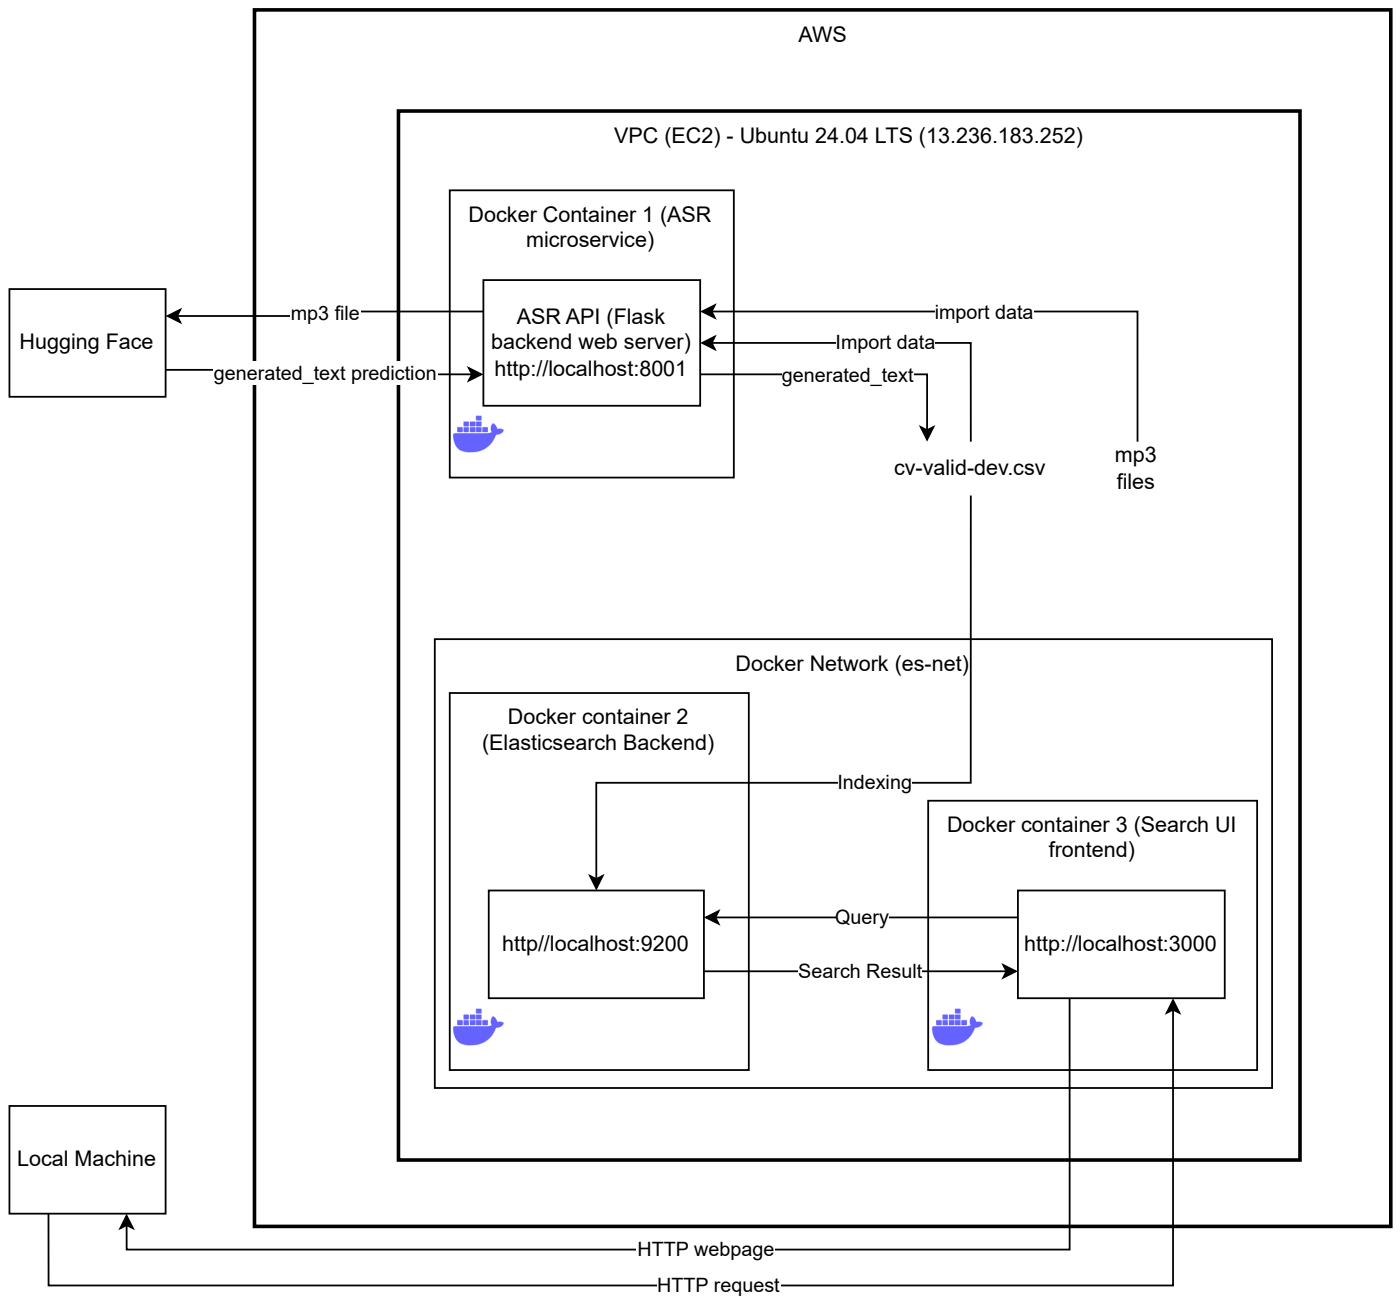 AWS
VPC (EC2) - Ubuntu 24.04 LTS (13.236.183.252)
Docker Container 1 (ASR
microservice)
ASR API (Flask
backend web server)
http://localhost:8001
Hugging Face
mp3 file
generated_text prediction
import data
Import data
generated_text
cv-valid-dev.csv
mp3
files
Docker Network (es-net)
Docker container 2
(Elasticsearch Backend)
Indexing
Docker container 3 (Search UI
frontend)
http//localhost:9200
Query
Search Result
http://localhost:3000
Local Machine
HTTP webpage
HTTP request